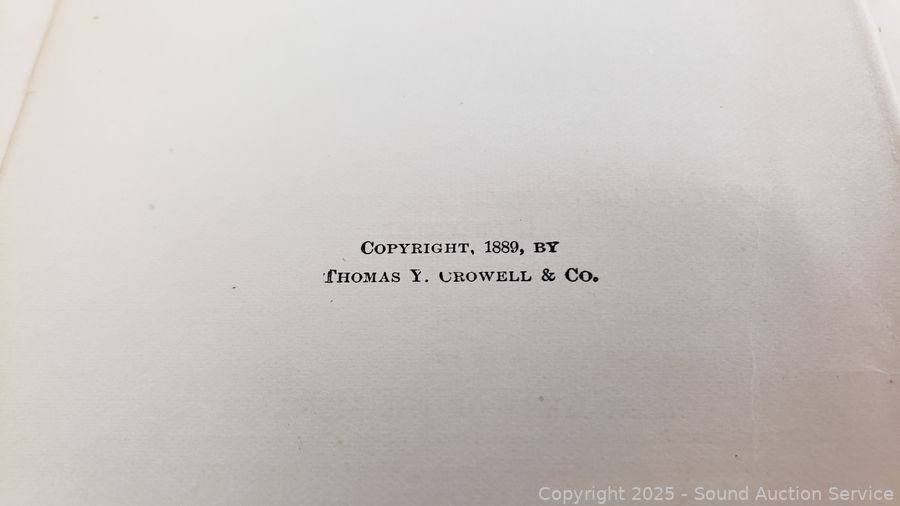 Copyright, 1889, by
Thomas Y. Crowell & Co.
Copyright 2025 - Sound Auction Service